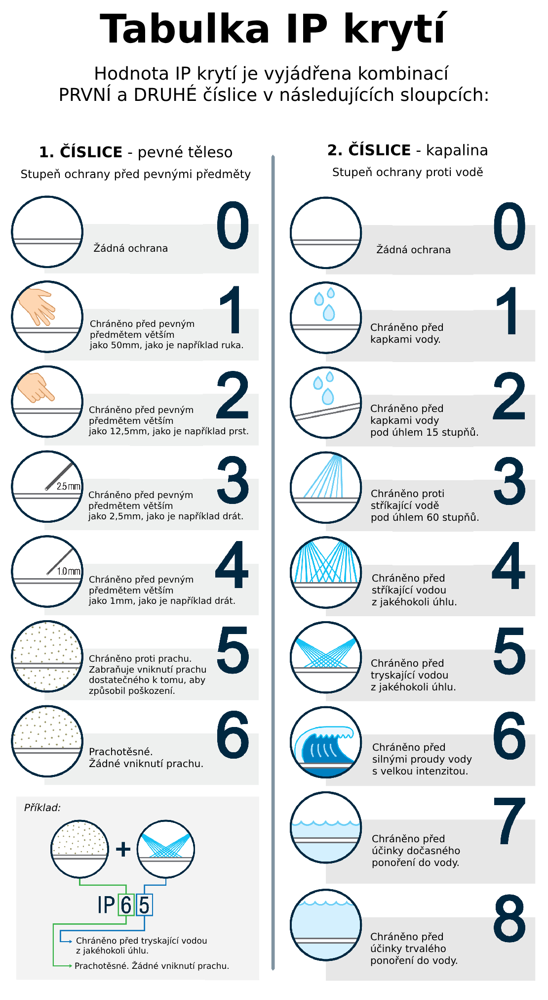 Tabulka IP krytí
Hodnota IP krytí je vyjádřena kombinací
PRVNÍ a DRUHÉ číslice v následujících sloupcích:
1. ČÍSLICE - pevné těleso
Stupeň ochrany před pevnými předměty
0
Žádná ochrana
1
Chráněno před pevným
předmětem větším
jako 50mm, jako je například ruka.
2
Chráněno před pevným
předmětem větším
jako 12,5mm, jako je například prst.
3
2.5mm
Chráněno před pevným
předmětem větším
jako 2,5mm, jako je například drát.
4
1.0mm
Chráněno před pevným
předmětem větším
jako 1mm, jako je například drát.
5
Chráněno proti prachu.
Zabraňuje vniknutí prachu
dostatečného k tomu, aby
způsobil poškození.
6
Prachotěsné.
Žádné vniknutí prachu.
Příklad:
+
IP 6 5
Chráněno před tryskající vodou
z jakéhokoli úhlu.
Prachotěsné. Žádné vniknutí prachu.
2. ČÍSLICE - kapalina
Stupeň ochrany proti vodě
0
Žádná ochrana
1
Chráněno před
kapkami vody.
2
Chráněno před
kapkami vody
pod úhlem 15 stupňů.
3
Chráněno proti
stříkající vodě
pod úhlem 60 stupňů.
4
Chráněno před
stříkající vodou
z jakéhokoli úhlu.
5
Chráněno před
tryskající vodou
z jakéhokoli úhlu.
6
Chráněno před
silnými proudy vody
s velkou intenzitou.
7
Chráněno před
účinky dočasného
ponoření do vody.
8
Chráněno před
účinky trvalého
ponoření do vody.